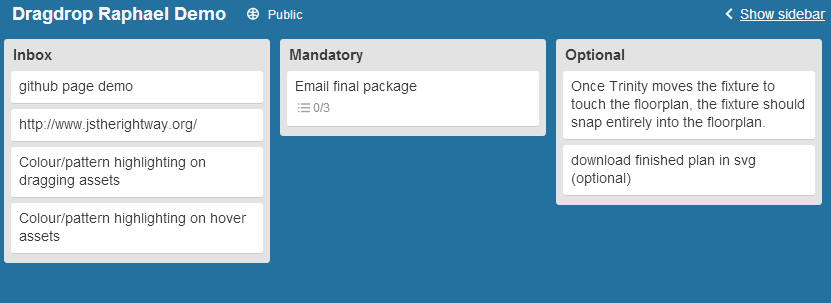 Dragdrop Raphael Demo Public Show sidebar
Inbox
github page demo
http://www.jstherightway.org/
Colour/pattern highlighting on
dragging assets
Colour/pattern highlighting on hover
assets
Mandatory
Email final package
0/3
Optional
Once Trinity moves the fixture to
touch the floorplan, the fixture should
snap entirely into the floorplan.
download finished plan in svg
(optional)